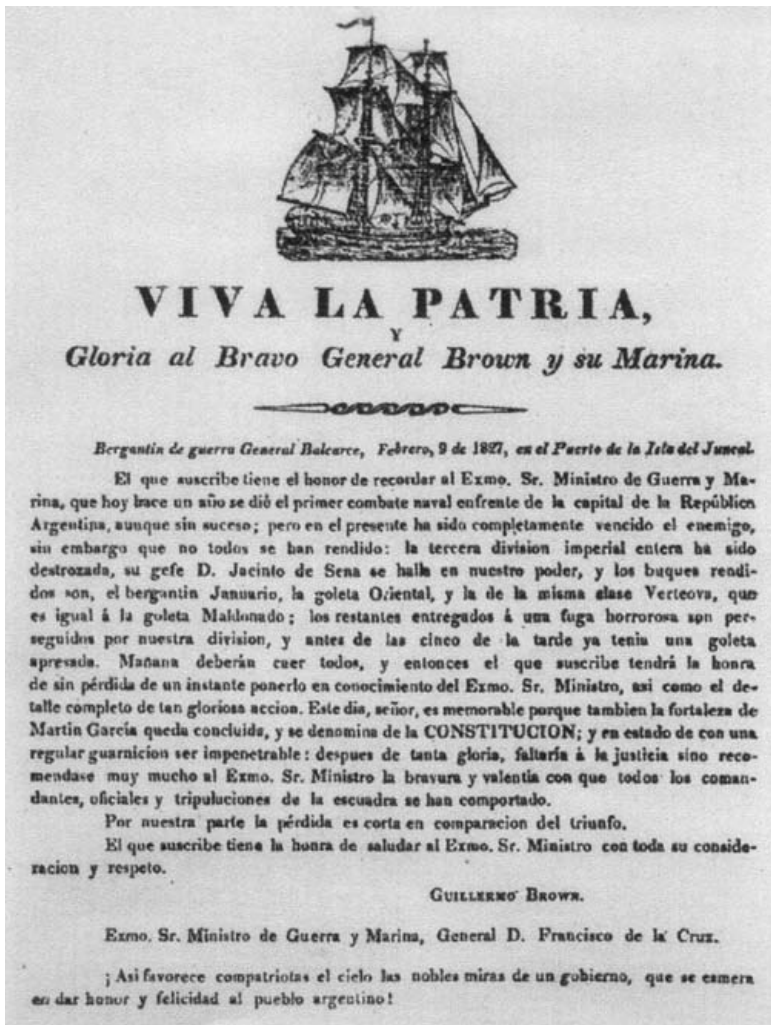 VIVA LA PATRIA,
Y
Gloria al Bravo General Brown y su Marina.
Bergantin de guerra General Balcarce, Febrero, 9 de 1827, en el Puerto de la Isla del Juncal.
El que suscribe tiene el honor de recordar al Exmo. Sr. Ministro de Guerra y Ma-
rina, que hoy hace un año se dió el primer combate naval enfrente de la capital de la República
Argentina, aunque sin suceso; pero en el presente ha sido completamente vencido el enemigo,
sin embargo que no todos se han rendido: la tercera division imperial entera ha sido
destrozada, su gefe D. Jacinto de Sena se halla en nuestro poder, y los buques rendi-
dos son, el bergantin Januario, la goleta Oriental, y la de la misma clase Verteova, que
es igual á la goleta Maldonado; los restantes entregados á una fuga horrorosa son per-
seguidos por nuestra division, y antes de las cinco de la tarde ya tenia una goleta
apresada. Mañana deberán caer todos, y entonces el que suscribe tendrá la honra
de sin pérdida de un instante ponerlo en conocimiento del Exmo. Sr. Ministro, asi como el de-
talle completo de tan gloriosa accion. Este dia, señor, es memorable porque tambien la fortaleza de
Martin García queda concluida, y se denomina de la CONSTITUCION; y en estado de con una
regular guarnicion ser impenetrable: despues de tanta gloria, faltaría á la justicia sino reco-
mendase muy mucho al Exmo. Sr. Ministro la bravura y valentia con que todos los coman-
dantes, oficiales y tripuluciones de la escuadra se han comportado.
Por nuestra parte la pérdida es corta en comparacion del triunfo.
El que suscribe tiene la honra de saludar al Exmo. Sr. Ministro con toda su conside-
racion y respeto.
GUILLERMO BROWN.
Exmo. Sr. Ministro de Guerra y Marina, General D. Francisco de la Cruz.
¡Asi favorece compatriotas el cielo las nobles miras de un gobierno, que se esmera
en dar honor y felicidad al pueblo argentino!